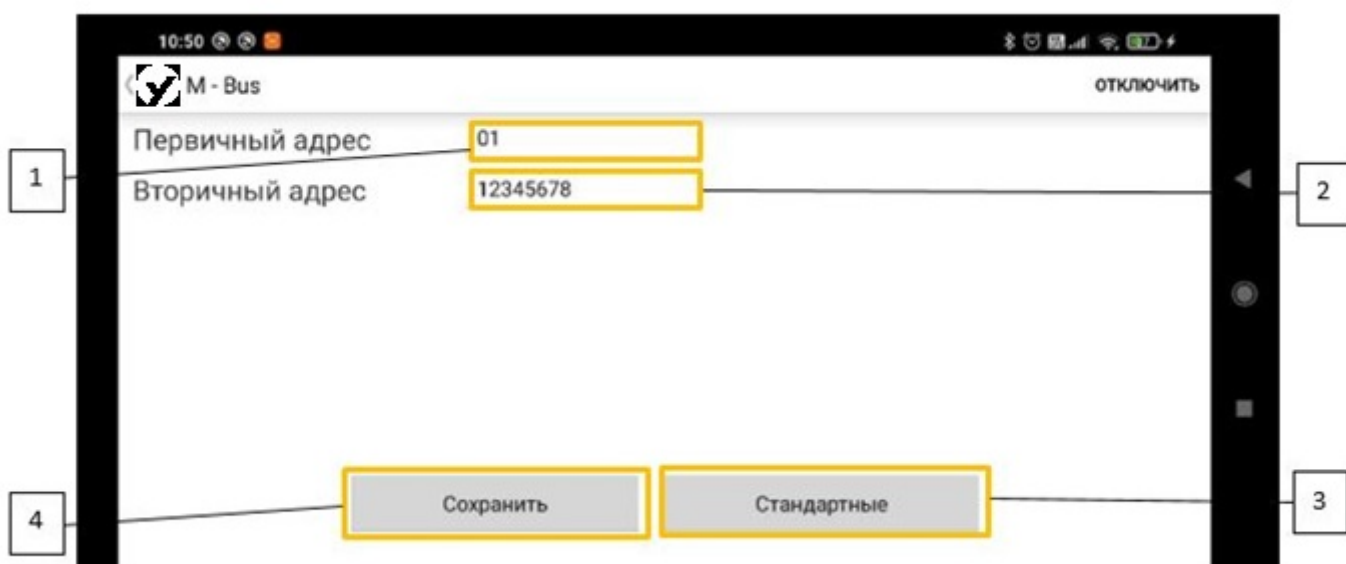 10:50
M - Bus
ОТКЛЮЧИТЬ
Первичный адрес
01
1
Вторичный адрес
12345678
2
Сохранить
Стандартные
4
3